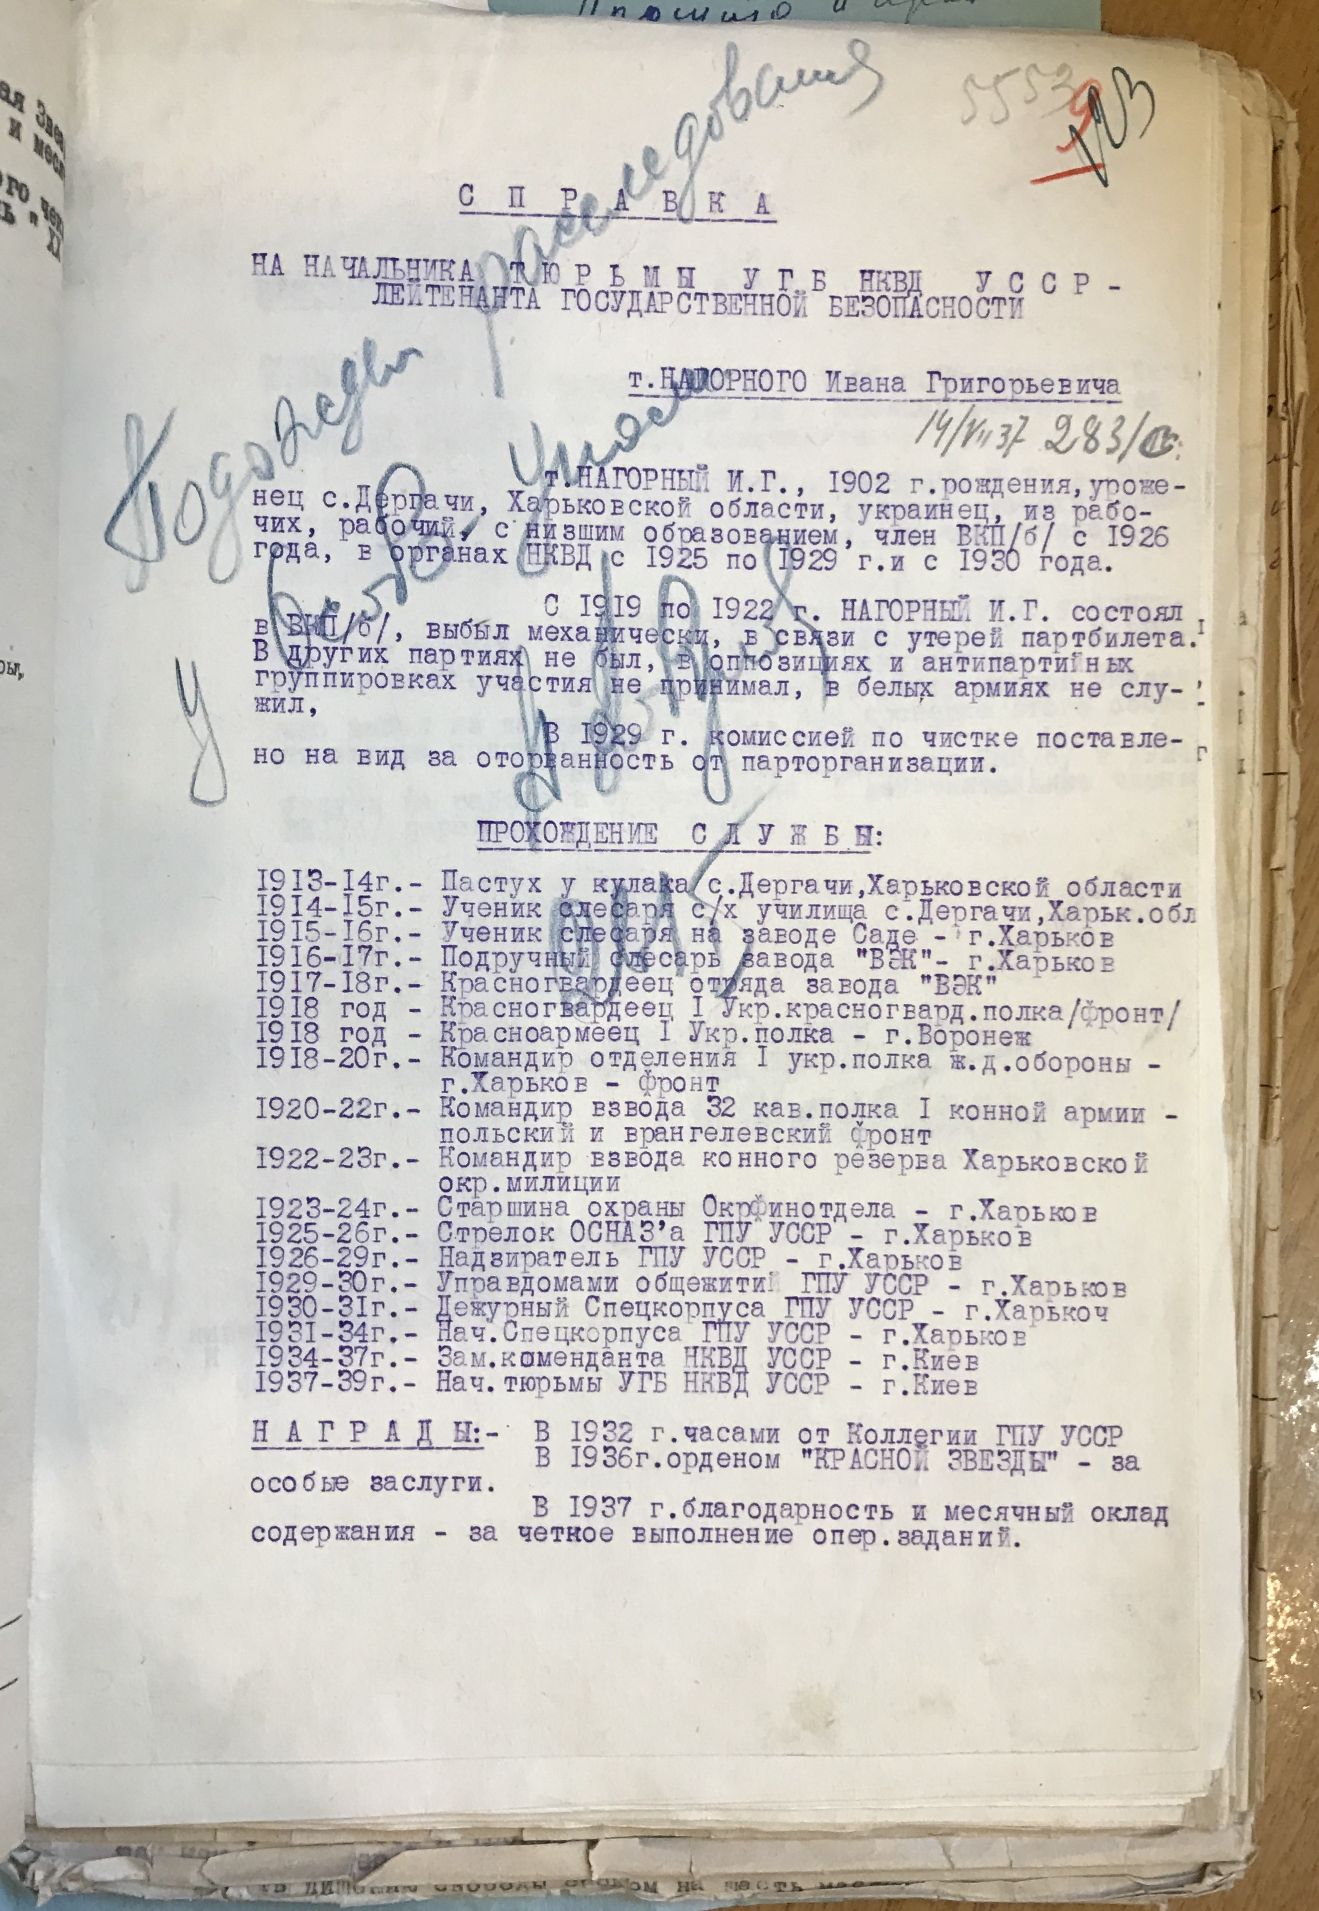 55539
123
С П Р А В К А
НА НАЧАЛЬНИКА Т Ю Р Ь М Ы У Г Б НКВД У С С Р -
ЛЕЙТЕНАНТА ГОСУДАРСТВЕННОЙ БЕЗОПАСНОСТИ
т.НАГОРНОГО Ивана Григорьевича
14/VII 37 283/
Подожди расследования
т.НАГОРНЫЙ И.Г., 1902 г.рождения,уроже-
нец с.Дергачи, Харьковской области, украинец, из рабо-
чих, рабочий, с низшим образованием, член ВКП/б/ с 1926
года, в органах НКВД с 1925 по 1929 г.и с 1930 года.
С 1919 по 1922 г. НАГОРНЫЙ И.Г. состоял
в ВКП/б/, выбыл механически, в связи с утерей партбилета.
В других партиях не был, в оппозициях и антипартийных
группировках участия не принимал, в белых армиях не слу-
жил,
В 1929 г. комиссией по чистке поставле-
но на вид за оторванность от парторганизации.
ПРОХОЖДЕНИЕ С Л У Ж Б Ы:
1913-14г.- Пастух у кулака с.Дергачи,Харьковской области
1914-15г.- Ученик слесаря с/х училища с.Дергачи,Харьк.обл
1915-16г.- Ученик слесаря на заводе Саде - г.Харьков
1916-17г.- Подручный слесарь завода "ВЭК"- г.Харьков
1917-18г.- Красногвардеец отряда завода "ВЭК"
1918 год - Красногвардеец I Укр.красногвард.полка/фронт/
1918 год - Красноармеец I Укр.полка - г.Воронеж
1918-20г.- Командир отделения I укр.полка ж.д.обороны -
г.Харьков - фронт
1920-22г.- Командир взвода 32 кав.полка I конной армии -
польский и врангелевский фронт
1922-23г.- Командир взвода конного резерва Харьковской
окр.милиции
1923-24г.- Старшина охраны Окрфинотдела - г.Харьков
1925-26г.- Стрелок ОСНАЗ'а ГПУ УССР - г.Харьков
1926-29г.- Надзиратель ГПУ УССР - г.Харьков
1929-30г.- Управдомами общежитий ГПУ УССР - г.Харьков
1930-31г.- Дежурный Спецкорпуса ГПУ УССР - г.Харькоч
1931-34г.- Нач.Спецкорпуса ГПУ УССР - г.Харьков
1934-37г.- Зам.коменданта НКВД УССР - г.Киев
1937-39г.- Нач.тюрьмы УГБ НКВД УССР - г.Киев
Н А Г Р А Д Ы:- В 1932 г.часами от Коллегии ГПУ УССР
В 1936г.орденом "КРАСНОЙ ЗВЕЗДЫ" - за
особые заслуги.
В 1937 г.благодарность и месячный оклад
содержания - за четкое выполнение опер.заданий.